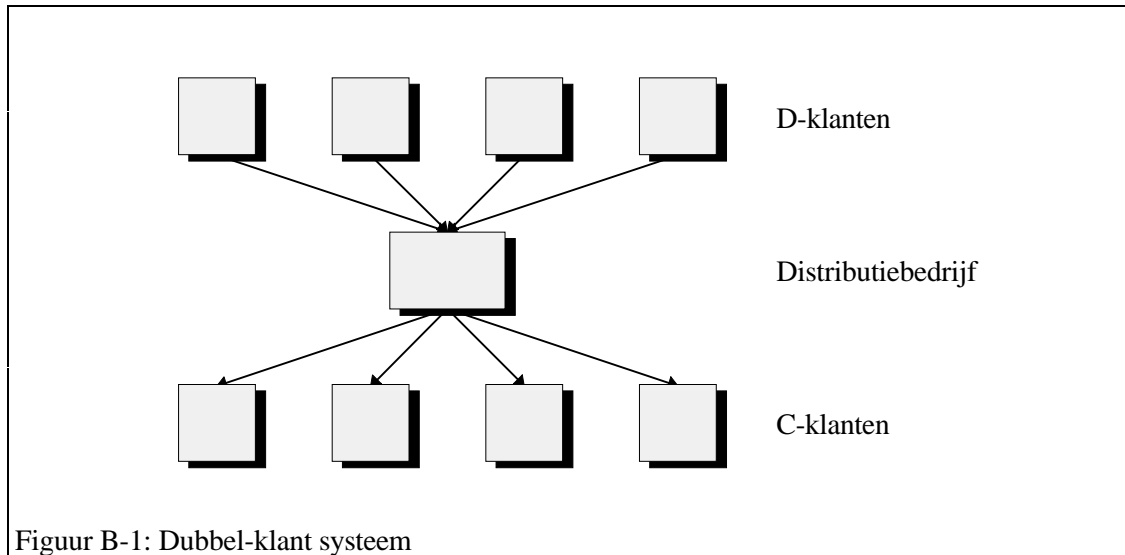 D-klanten
Distributiebedrijf
C-klanten
Figuur B-1: Dubbel-klant systeem